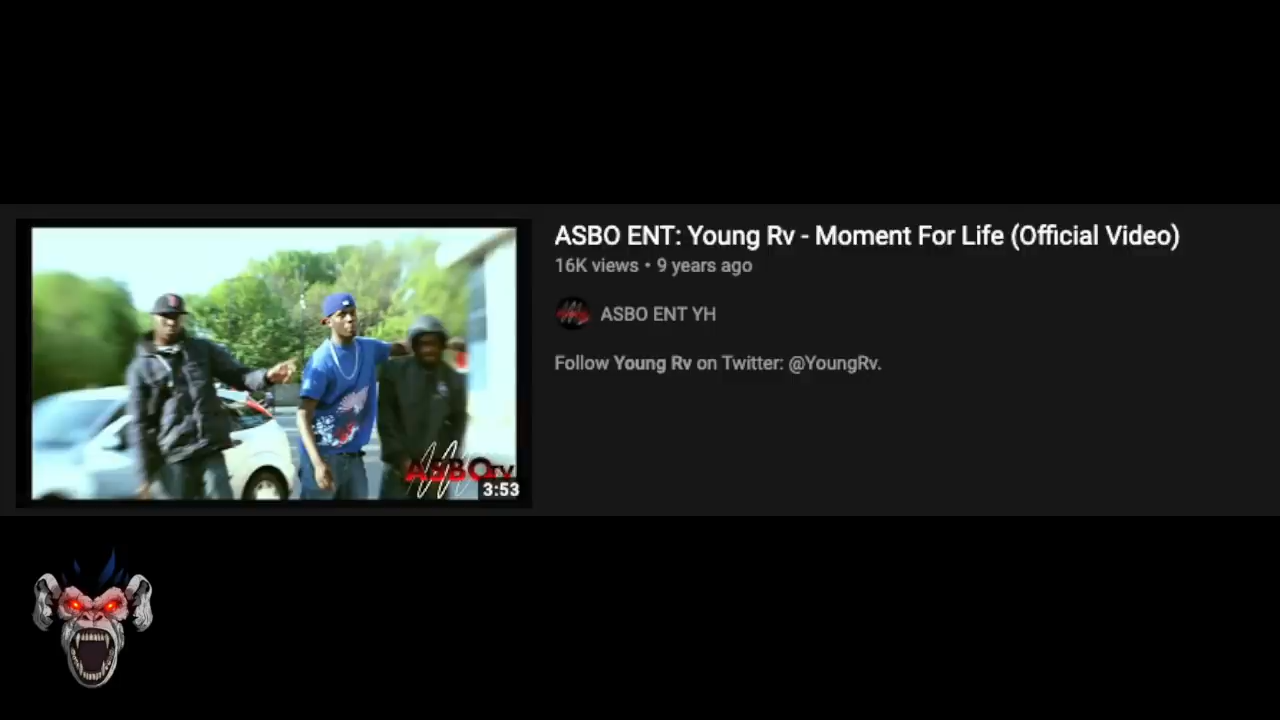 ASBO ENT: Young Rv - Moment For Life (Official Video)
16K views • 9 years ago
ASBO ENT YH
Follow Young Rv on Twitter: @YoungRv.
ASBOTV
3:53